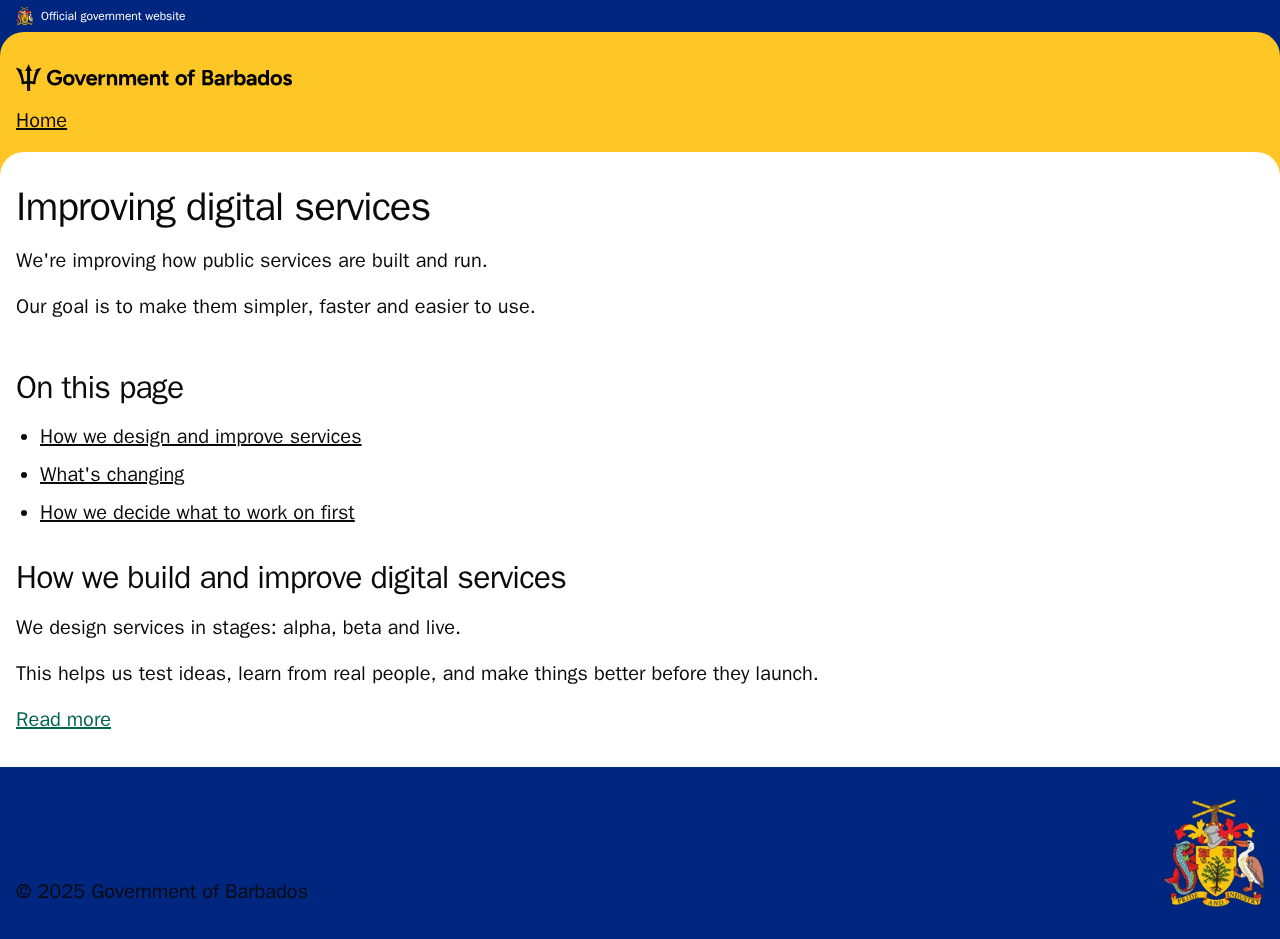 Official government website
Government of Barbados
Home
Improving digital services
We're improving how public services are built and run.
Our goal is to make them simpler, faster and easier to use.
On this page
How we design and improve services
What's changing
How we decide what to work on first
How we build and improve digital services
We design services in stages: alpha, beta and live.
This helps us test ideas, learn from real people, and make things better before they launch.
Read more
PRIDE AND INDUSTRY
© 2025 Government of Barbados